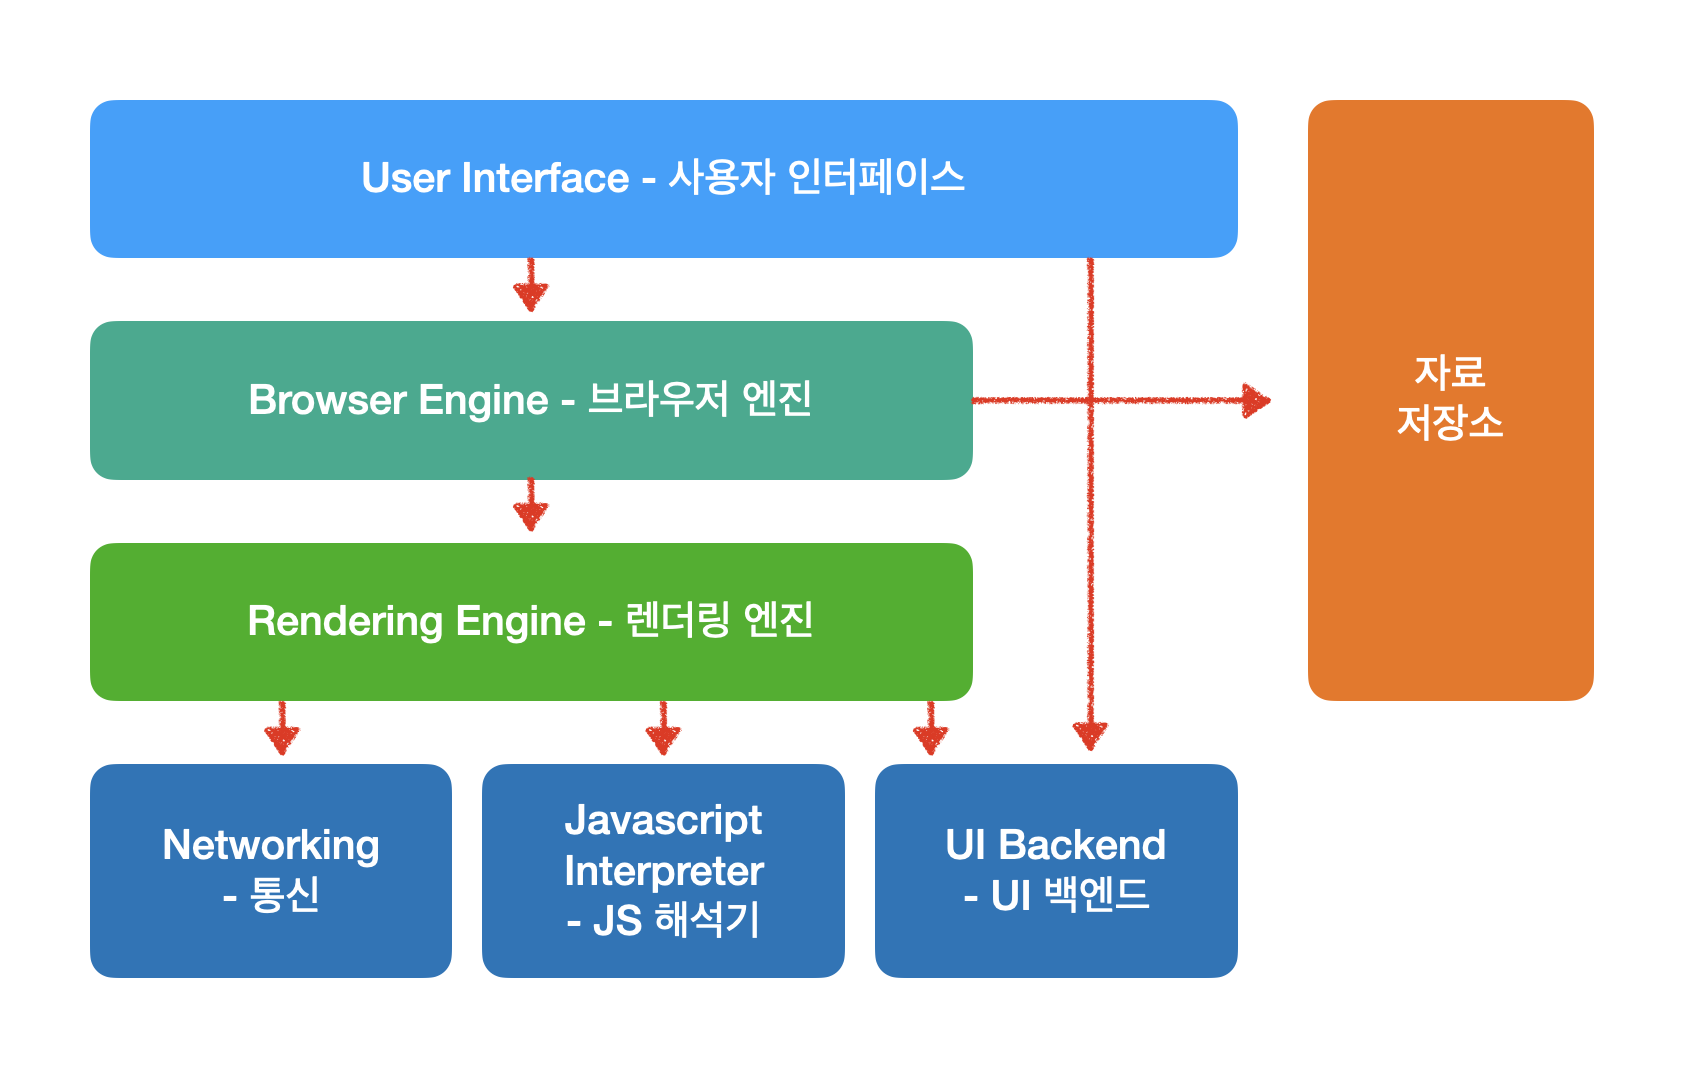 User Interface - 사용자 인터페이스
Browser Engine - 브라우저 엔진
자료
저장소
Rendering Engine - 렌더링 엔진
Networking
- 통신
Javascript
Interpreter
- JS 해석기
UI Backend
- UI 백엔드